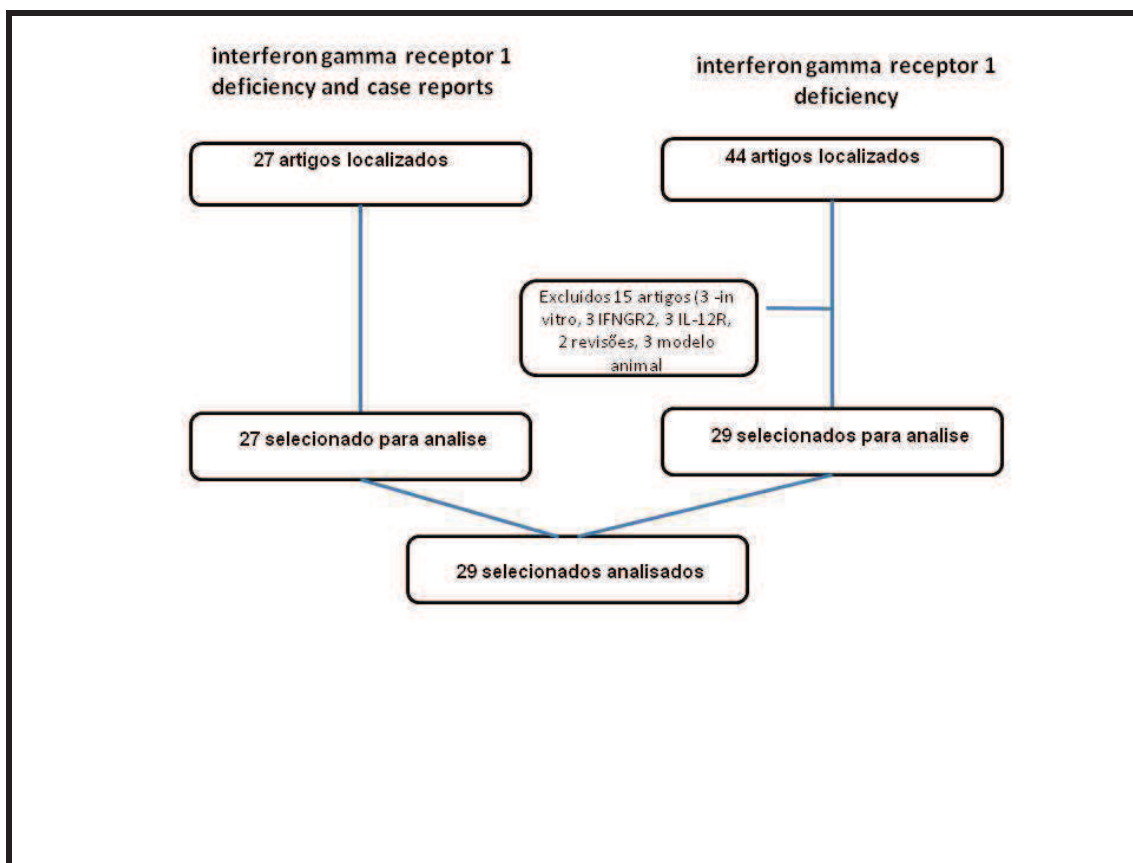 interferon gamma receptor 1
deficiency and case reports
interferon gamma receptor 1
deficiency
27 artigos localizados
44 artigos localizados
Excluidos 15 artigos (3 -in
vitro, 3 IFNGR2, 3 IL-12R,
2 revisões, 3 modelo
animal
27 selecionado para analise
29 selecionados para analise
29 selecionados analisados